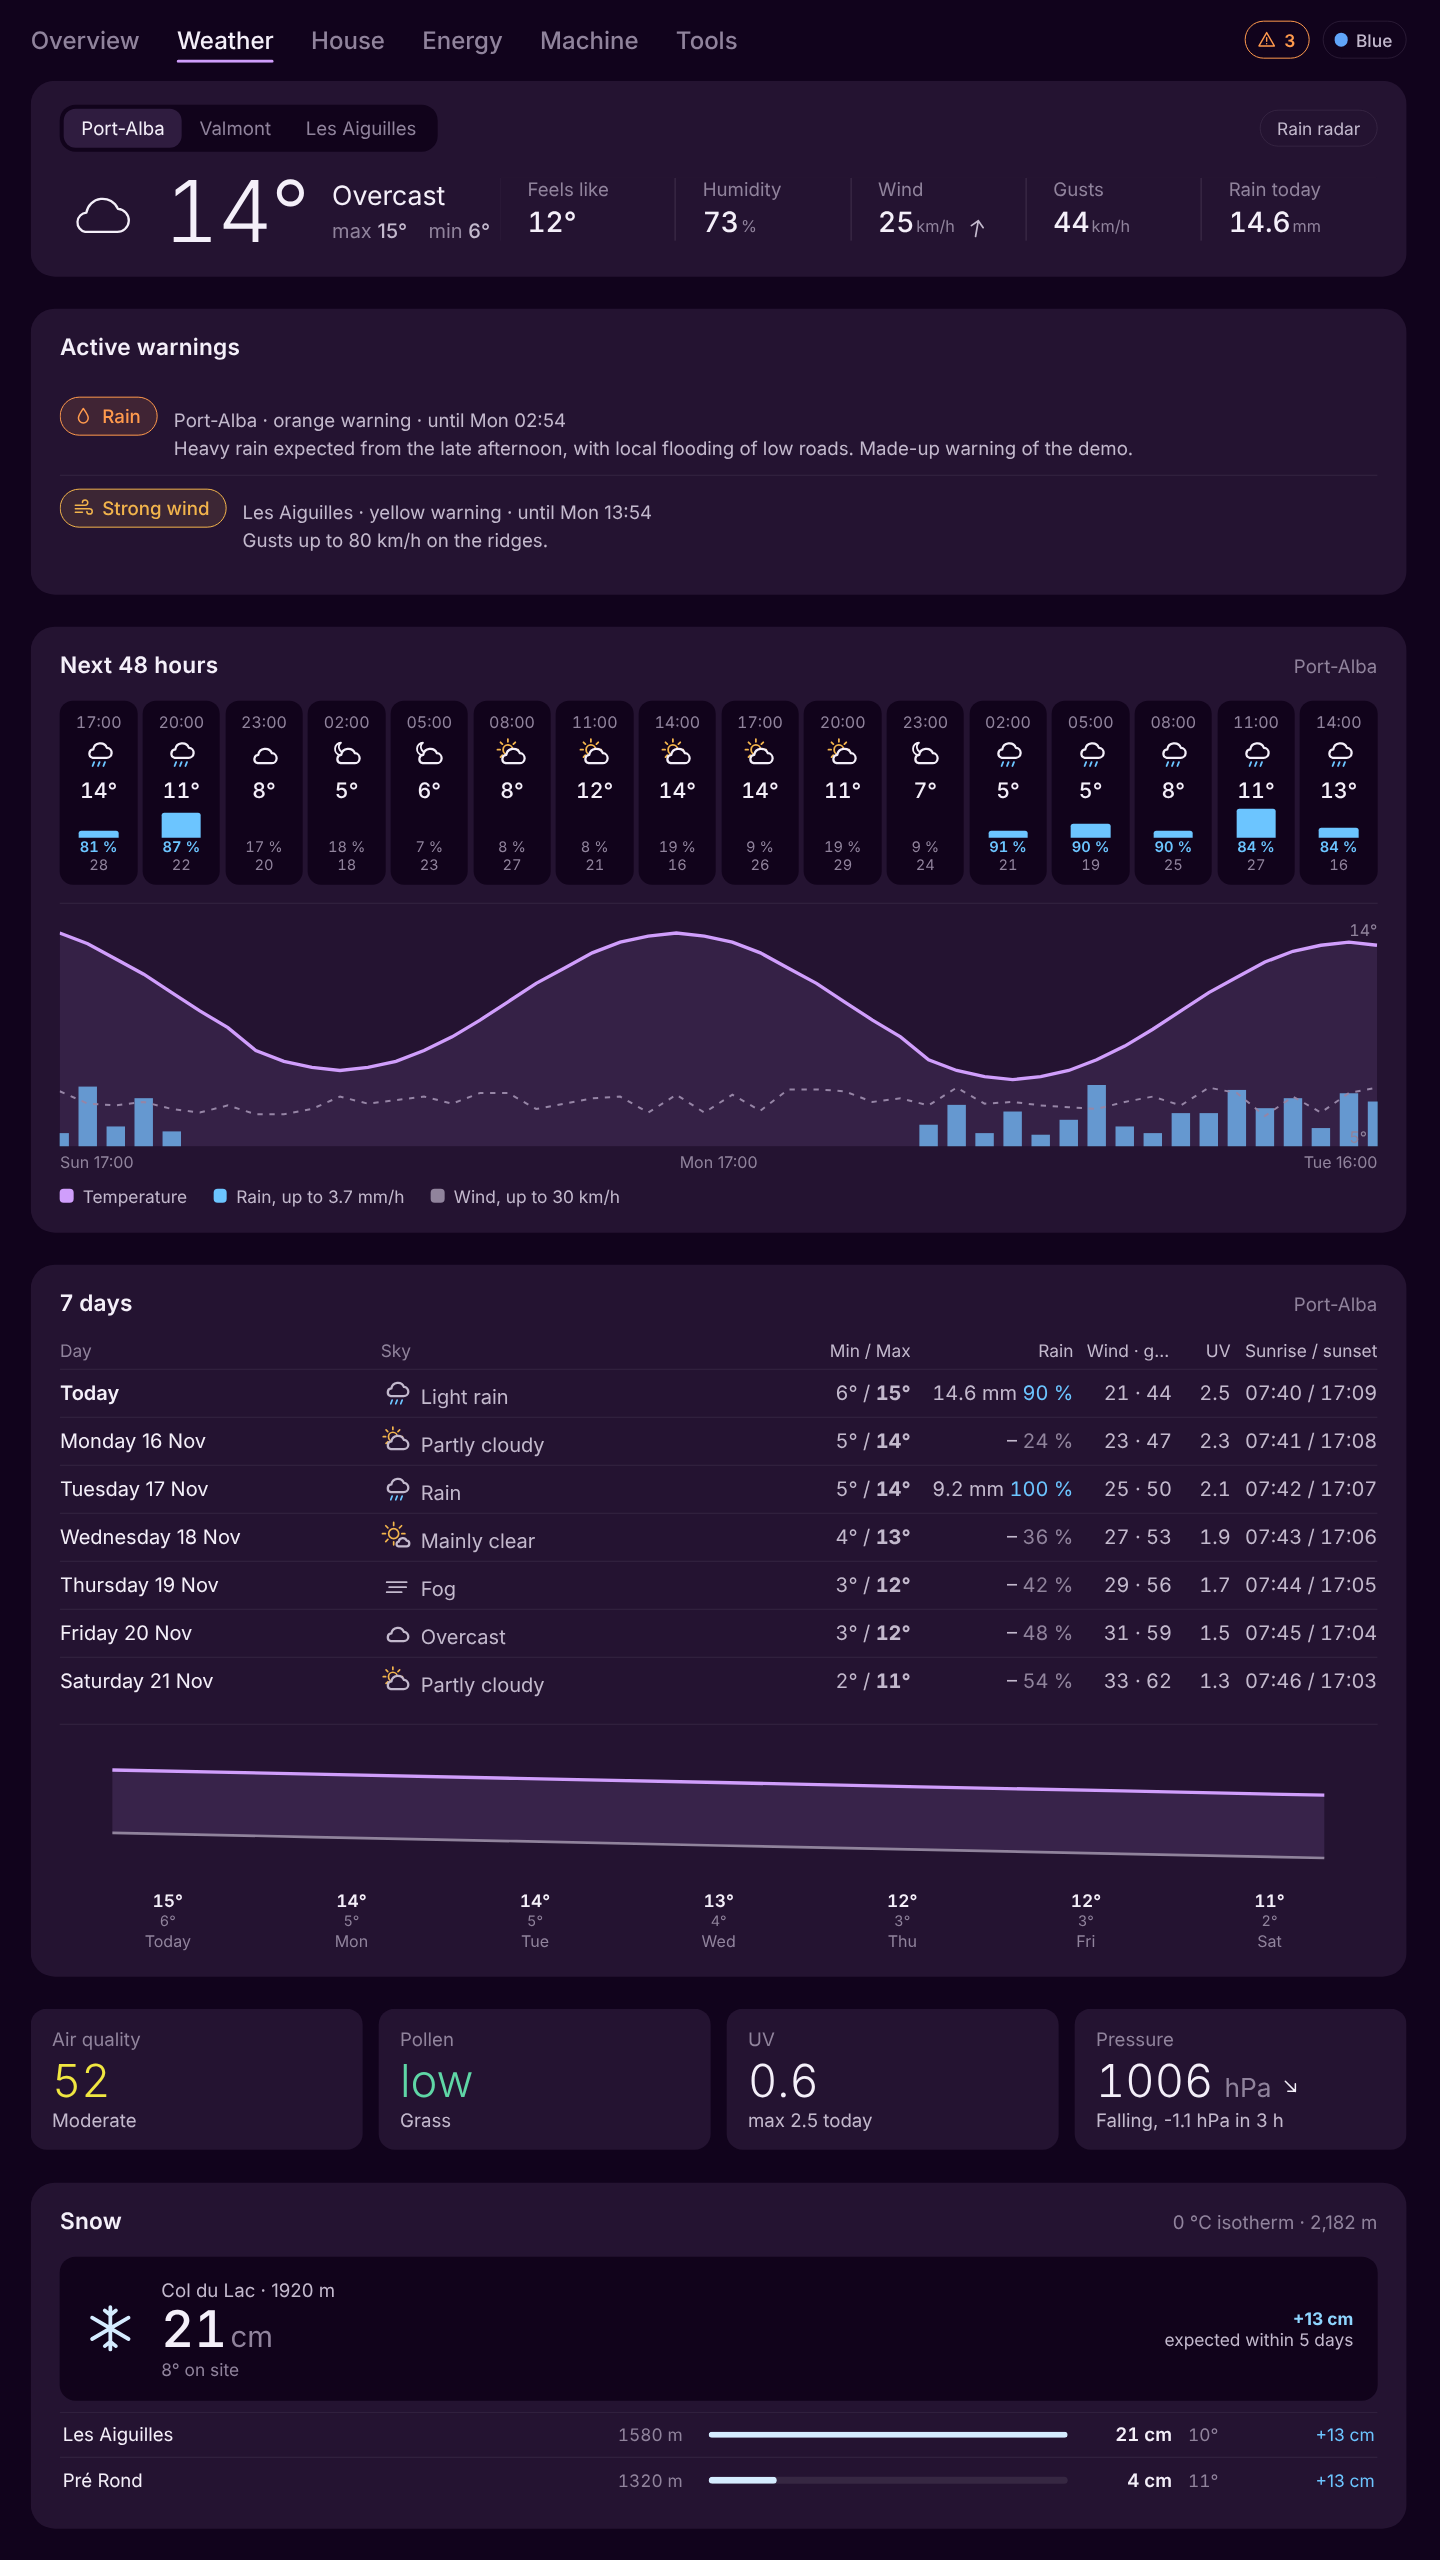 Overview Weather House Energy Machine Tools 3 Blue
Port-Alba Valmont Les Aiguilles Rain radar
14° Overcast
max 15° min 6°
Feels like
12°
Humidity
73 %
Wind
25 km/h
Gusts
44 km/h
Rain today
14.6 mm
Active warnings
Rain
Port-Alba · orange warning · until Mon 02:54
Heavy rain expected from the late afternoon, with local flooding of low roads. Made-up warning of the demo.
Strong wind
Les Aiguilles · yellow warning · until Mon 13:54
Gusts up to 80 km/h on the ridges.
Next 48 hours Port-Alba
17:00 20:00 23:00 02:00 05:00 08:00 11:00 14:00 17:00 20:00 23:00 02:00 05:00 08:00 11:00 14:00
14° 11° 8° 5° 6° 8° 12° 14° 14° 11° 7° 5° 5° 8° 11° 13°
81 % 87 % 17 % 18 % 7 % 8 % 8 % 19 % 9 % 19 % 9 % 91 % 90 % 90 % 84 % 84 %
28 22 20 18 23 27 21 16 26 29 24 21 19 25 27 16
14°
5°
Sun 17:00 Mon 17:00 Tue 16:00
Temperature Rain, up to 3.7 mm/h Wind, up to 30 km/h
7 days Port-Alba
Day Sky Min / Max Rain Wind · g... UV Sunrise / sunset
Today Light rain 6° / 15° 14.6 mm 90 % 21 · 44 2.5 07:40 / 17:09
Monday 16 Nov Partly cloudy 5° / 14° – 24 % 23 · 47 2.3 07:41 / 17:08
Tuesday 17 Nov Rain 5° / 14° 9.2 mm 100 % 25 · 50 2.1 07:42 / 17:07
Wednesday 18 Nov Mainly clear 4° / 13° – 36 % 27 · 53 1.9 07:43 / 17:06
Thursday 19 Nov Fog 3° / 12° – 42 % 29 · 56 1.7 07:44 / 17:05
Friday 20 Nov Overcast 3° / 12° – 48 % 31 · 59 1.5 07:45 / 17:04
Saturday 21 Nov Partly cloudy 2° / 11° – 54 % 33 · 62 1.3 07:46 / 17:03
15° 14° 14° 13° 12° 12° 11°
6° 5° 5° 4° 3° 3° 2°
Today Mon Tue Wed Thu Fri Sat
Air quality
52
Moderate
Pollen
low
Grass
UV
0.6
max 2.5 today
Pressure
1006 hPa
Falling, -1.1 hPa in 3 h
Snow 0 °C isotherm · 2,182 m
Col du Lac · 1920 m
21 cm
8° on site
+13 cm
expected within 5 days
Les Aiguilles 1580 m 21 cm 10° +13 cm
Pré Rond 1320 m 4 cm 11° +13 cm